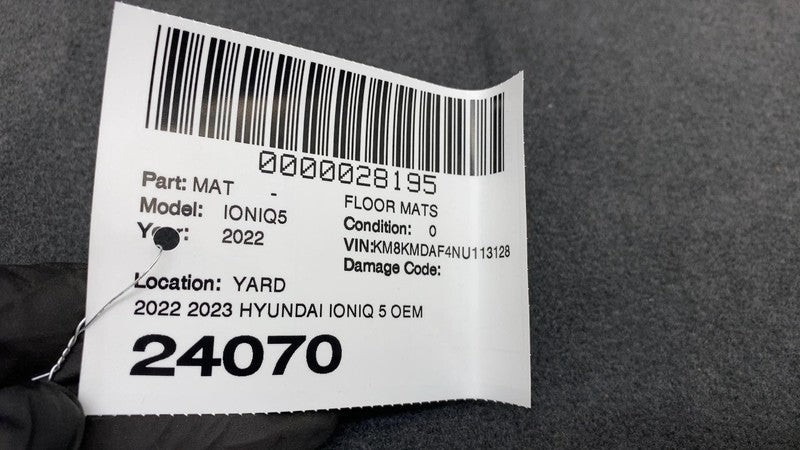 0000028195
Part: MAT -
FLOOR MATS
Model: IONIQ5
Condition: 0
Year: 2022
VIN:KM8KMDAF4NU113128
Damage Code:
Location: YARD
2022 2023 HYUNDAI IONIQ 5 OEM
24070